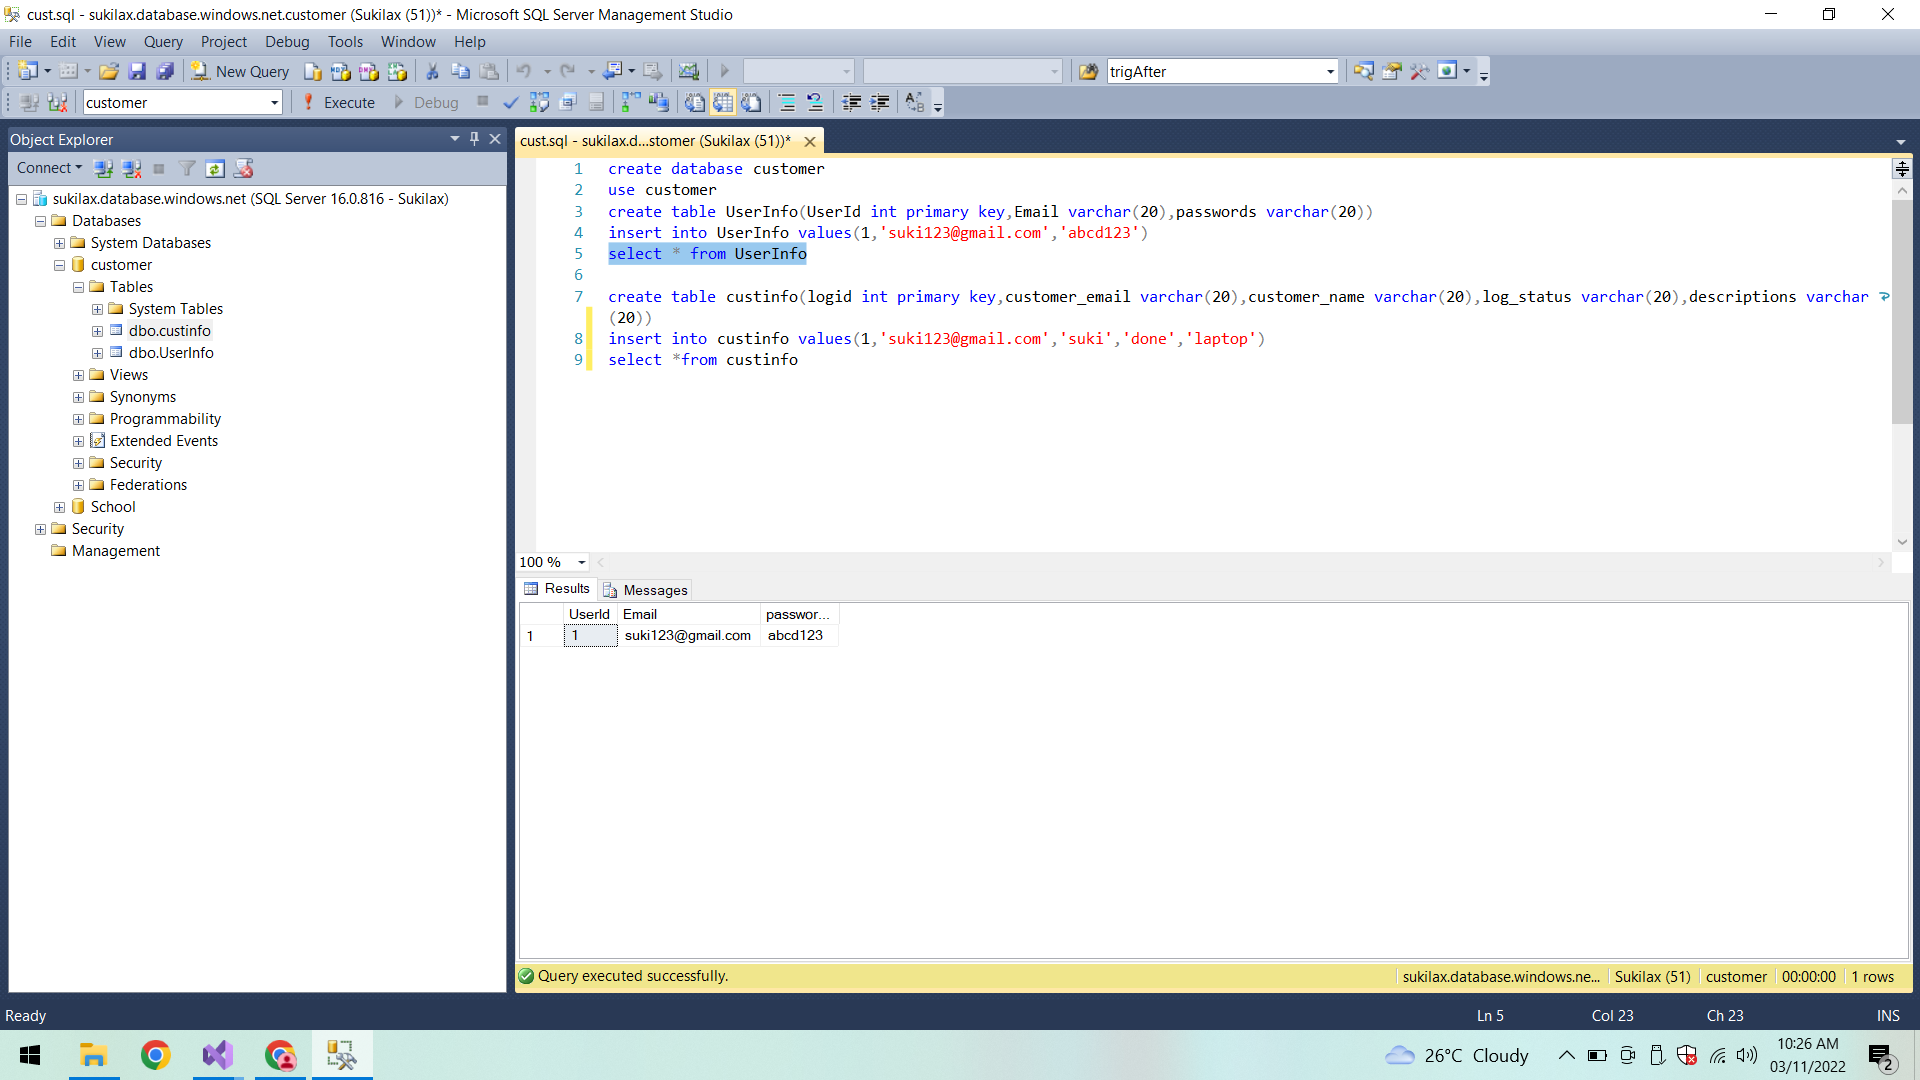 cust.sql - sukilax.database.windows.net.customer (Sukilax (51))* - Microsoft SQL Server Management Studio
File Edit View Query Project Debug Tools Window Help
New Query trigAfter
customer Execute Debug
Object Explorer
Connect
sukilax.database.windows.net (SQL Server 16.0.816 - Sukilax)
Databases
System Databases
customer
Tables
System Tables
dbo.custinfo
dbo.UserInfo
Views
Synonyms
Programmability
Extended Events
Security
Federations
School
Security
Management
cust.sql - sukilax.d...stomer (Sukilax (51))*
1 create database customer
2 use customer
3 create table UserInfo(UserId int primary key,Email varchar(20),passwords varchar(20))
4 insert into UserInfo values(1,'suki123@gmail.com','abcd123')
5 select * from UserInfo
6
7 create table custinfo(logid int primary key,customer_email varchar(20),customer_name varchar(20),log_status varchar(20),descriptions varchar
(20))
8 insert into custinfo values(1,'suki123@gmail.com','suki','done','laptop')
9 select *from custinfo
100 %
Results Messages
UserId Email passwor...
1 1 suki123@gmail.com abcd123
Query executed successfully. sukilax.database.windows.ne... Sukilax (51) customer 00:00:00 1 rows
Ready Ln 5 Col 23 Ch 23 INS
26°C Cloudy
10:26 AM
03/11/2022
2